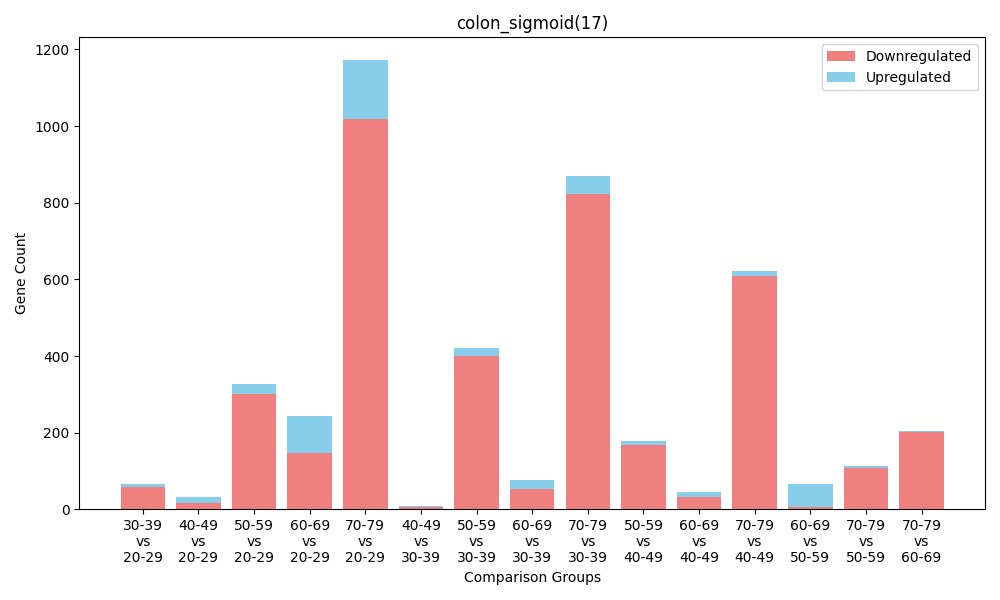 colon_sigmoid(17)
Downregulated
Upregulated
Gene Count
1200
1000
800
600
400
200
0
30-39 vs 20-29
40-49 vs 20-29
50-59 vs 20-29
60-69 vs 20-29
70-79 vs 20-29
40-49 vs 30-39
50-59 vs 30-39
60-69 vs 30-39
70-79 vs 30-39
50-59 vs 40-49
60-69 vs 40-49
70-79 vs 40-49
60-69 vs 50-59
70-79 vs 50-59
70-79 vs 60-69
Comparison Groups